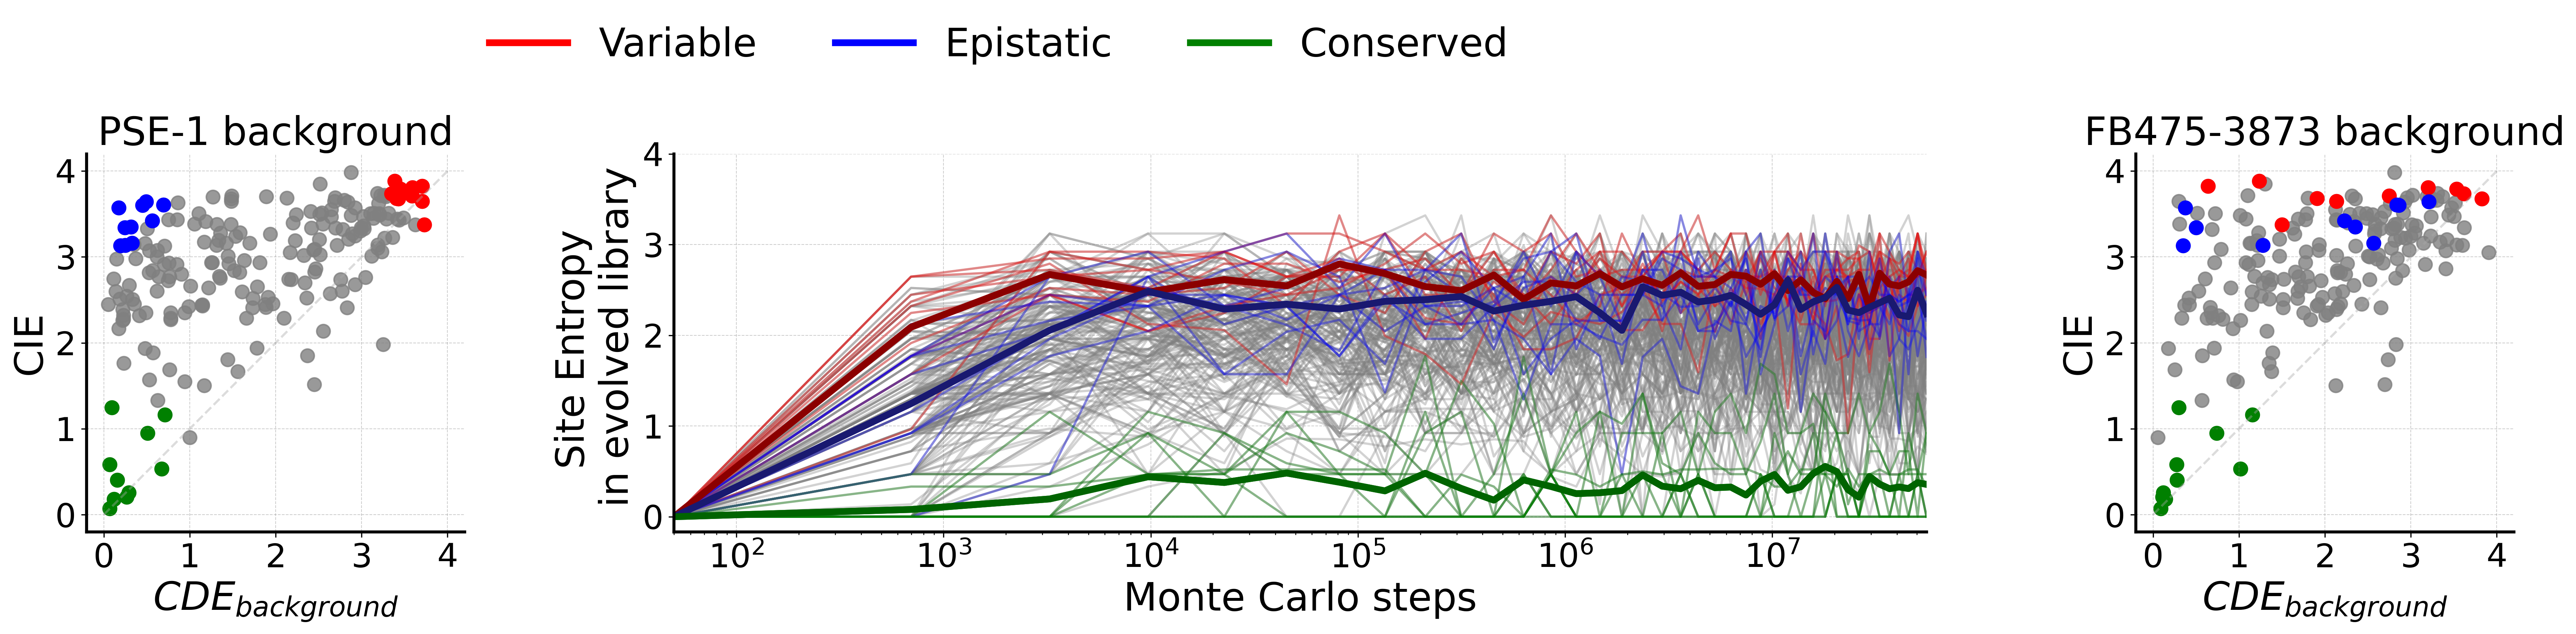 Variable
Epistatic
Conserved
PSE-1 background
CIE
4
3
2
1
0
0 1 2 3 4
CDE_background
Site Entropy
in evolved library
4
3
2
1
0
10² 10³ 10⁴ 10⁵ 10⁶ 10⁷
Monte Carlo steps
FB475-3873 background
CIE
4
3
2
1
0
0 1 2 3 4
CDE_background